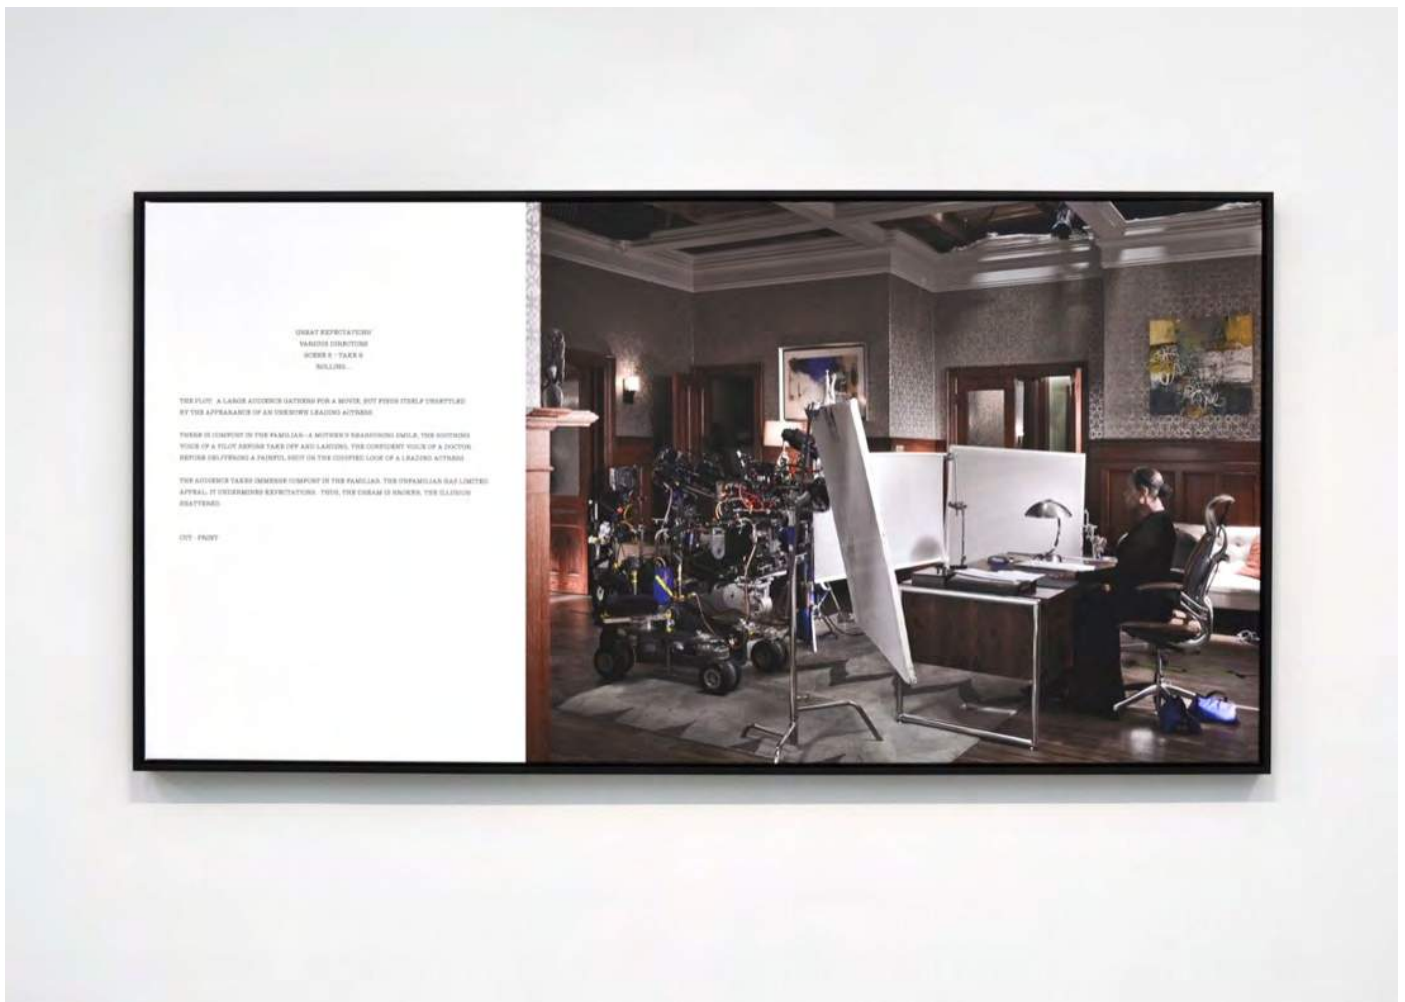 GREAT EXPECTATIONS
VARIOUS DIRECTORS
SCENE 6 - TAKE 6
ROLLING...
THE PLOT: A LARGE AUDIENCE GATHERS FOR A MOVIE, BUT FINDS ITSELF UNSETTLED
BY THE APPEARANCE OF AN UNKNOWN LEADING ACTRESS.
THERE IS COMFORT IN THE FAMILIAR—A MOTHER'S REASSURING SMILE, THE SOOTHING
VOICE OF A PILOT BEFORE TAKE OFF AND LANDING, THE CONFIDENT VOICE OF A DOCTOR
BEFORE DELIVERING A PAINFUL SHOT OR THE LOOK OF A LEADING ACTRESS.
THE AUDIENCE TAKES IMMENSE COMFORT IN THE FAMILIAR. THE UNFAMILIAR HAS LIMITED
APPEAL; IT UNDERMINES EXPECTATIONS. THUS, THE DREAM IS BROKEN, THE ILLUSION
SHATTERED.
CUT - PRINT